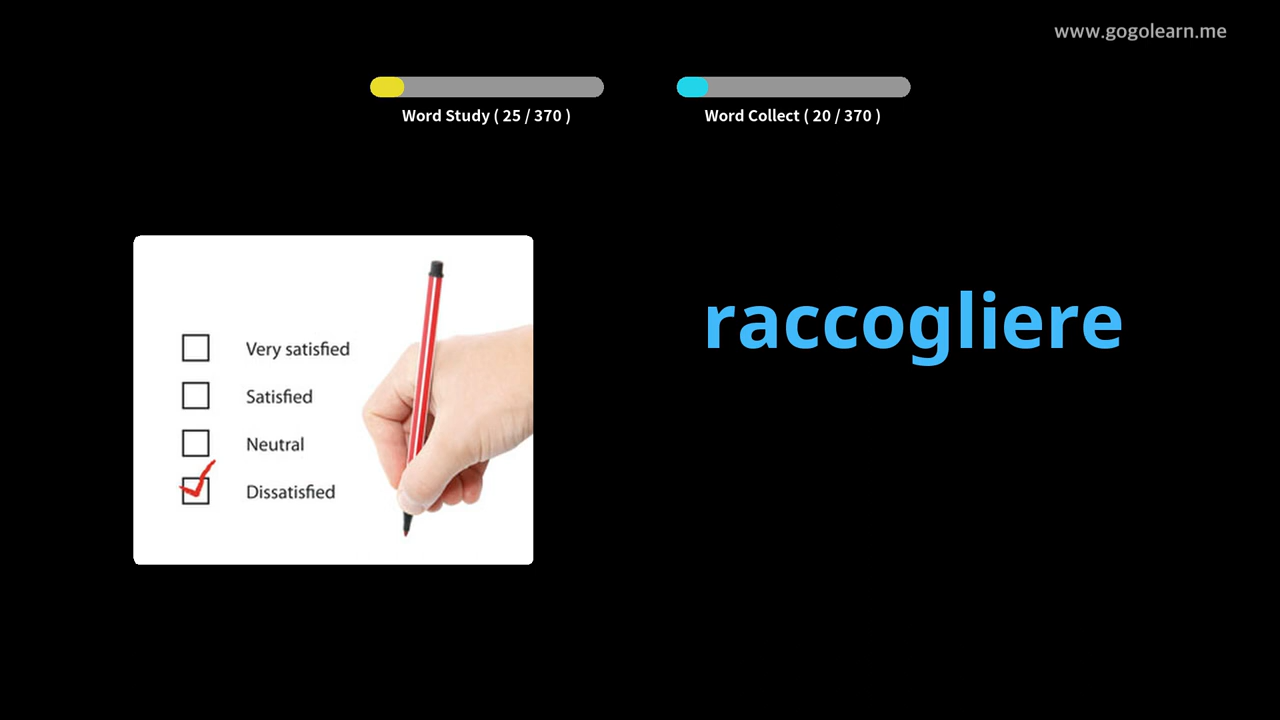 www.gogolearn.me
Word Study ( 25 / 370 )
Word Collect ( 20 / 370 )
Very satisfied
Satisfied
Neutral
Dissatisfied
raccogliere